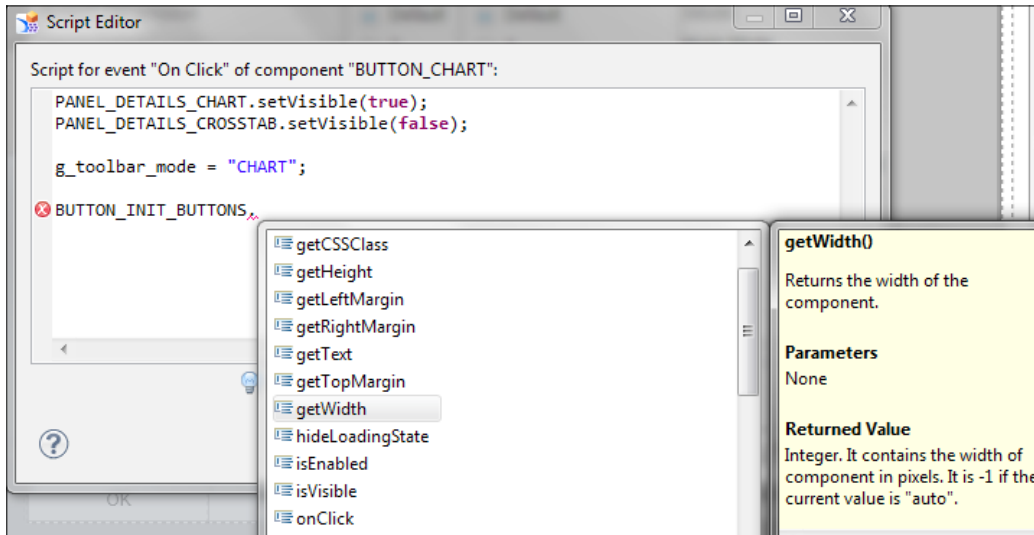 Script Editor
Script for event "On Click" of component "BUTTON_CHART":
PANEL_DETAILS_CHART.setVisible(true);
PANEL_DETAILS_CROSSTAB.setVisible(false);
g_toolbar_mode = "CHART";
BUTTON_INIT_BUTTONS.
getCSSClass
getHeight
getLeftMargin
getRightMargin
getText
getTopMargin
getWidth
hideLoadingState
isEnabled
isVisible
onClick
getWidth()
Returns the width of the
component.
Parameters
None
Returned Value
Integer. It contains the width of
component in pixels. It is -1 if the
current value is "auto".
OK